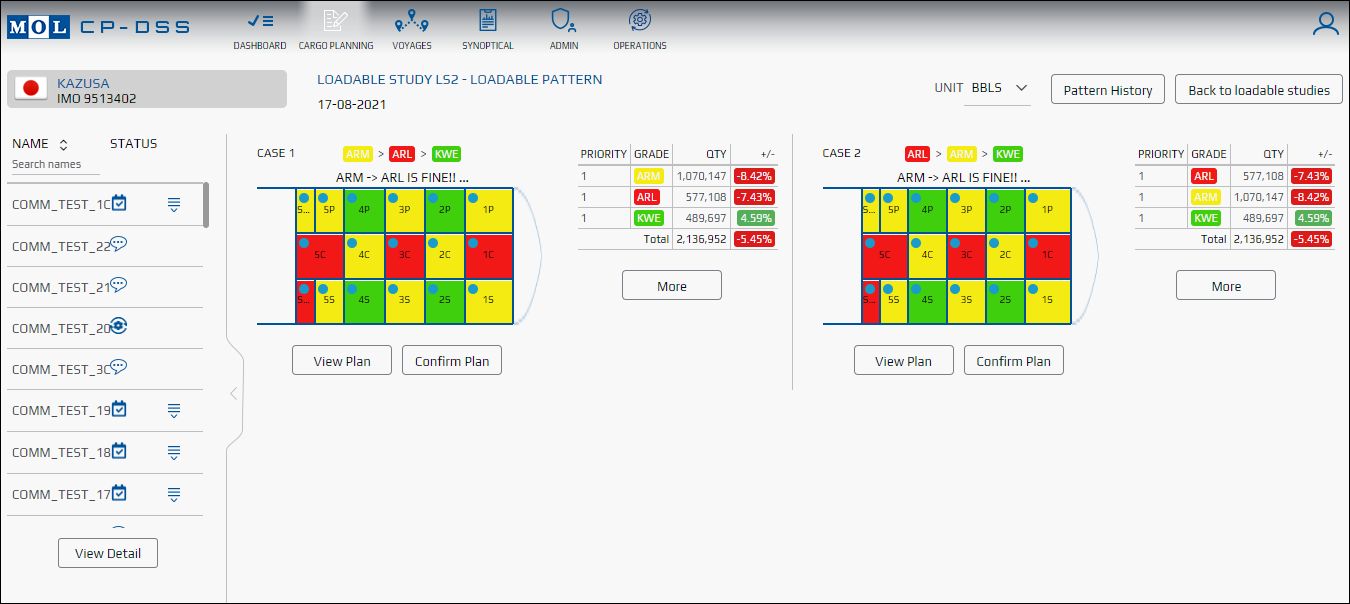 MOL CP-DSS
DASHBOARD
CARGO PLANNING
VOYAGES
SYNOPTICAL
ADMIN
OPERATIONS
KAZUSA
IMO 9513402
LOADABLE STUDY LS2 - LOADABLE PATTERN
17-08-2021
UNIT BBLS
Pattern History
Back to loadable studies
NAME STATUS
Search names
COMM_TEST_1C
COMM_TEST_22
COMM_TEST_21
COMM_TEST_20
COMM_TEST_3C
COMM_TEST_19
COMM_TEST_18
COMM_TEST_17
View Detail
CASE 1 ARM > ARL > KWE
ARM -> ARL IS FINE!! ...
S... 5P 4P 3P 2P 1P
5C 4C 3C 2C 1C
S... 5S 4S 3S 2S 1S
View Plan Confirm Plan
PRIORITY GRADE QTY +/-
1 ARM 1,070,147 -8.42%
1 ARL 577,108 -7.43%
1 KWE 489,697 4.59%
Total 2,136,952 -5.45%
More
CASE 2 ARL > ARM > KWE
ARM -> ARL IS FINE!! ...
S... 5P 4P 3P 2P 1P
5C 4C 3C 2C 1C
S... 5S 4S 3S 2S 1S
View Plan Confirm Plan
PRIORITY GRADE QTY +/-
1 ARL 577,108 -7.43%
1 ARM 1,070,147 -8.42%
1 KWE 489,697 4.59%
Total 2,136,952 -5.45%
More